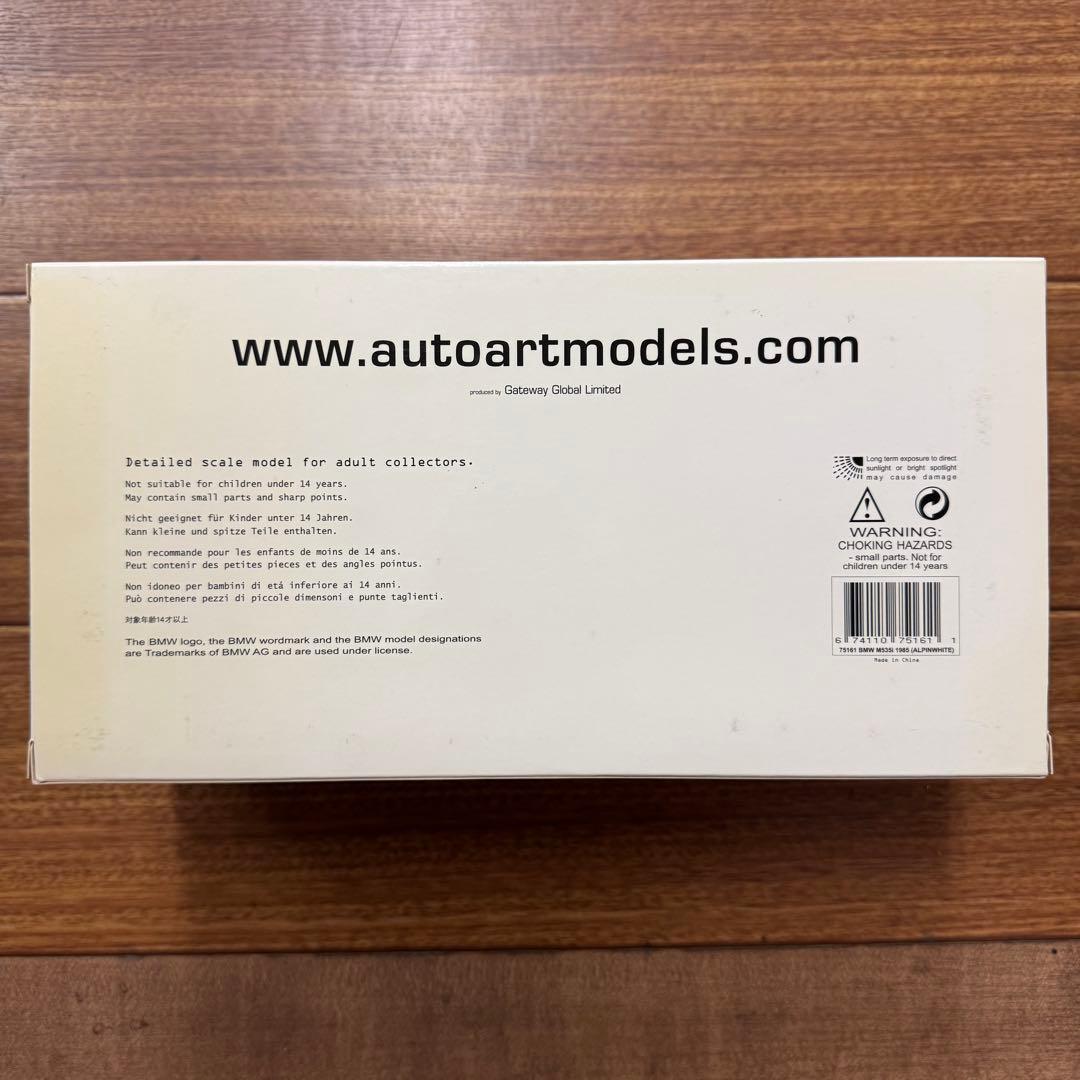 www.autoartmodels.com
produced by Gateway Global Limited
Detailed scale model for adult collectors.
Not suitable for children under 14 years.
May contain small parts and sharp points.
Nicht geeignet für Kinder unter 14 Jahren.
Kann kleine und spitze Teile enthalten.
Non recommande pour les enfants de moins de 14 ans.
Peut contenir des petites pieces et des angles pointus.
Non idoneo per bambini di etá inferiore ai 14 anni.
Può contenere pezzi di piccole dimensoni e punte taglienti.
対象年齢14才以上
The BMW logo, the BMW wordmark and the BMW model designations
are Trademarks of BMW AG and are used under license.
Long term exposure to direct
sunlight or bright spotlight
may cause damage
WARNING:
CHOKING HAZARDS
- small parts. Not for
children under 14 years
6 74110 75161 1
75161 BMW M535i 1985 (ALPINWHITE)
Made in China